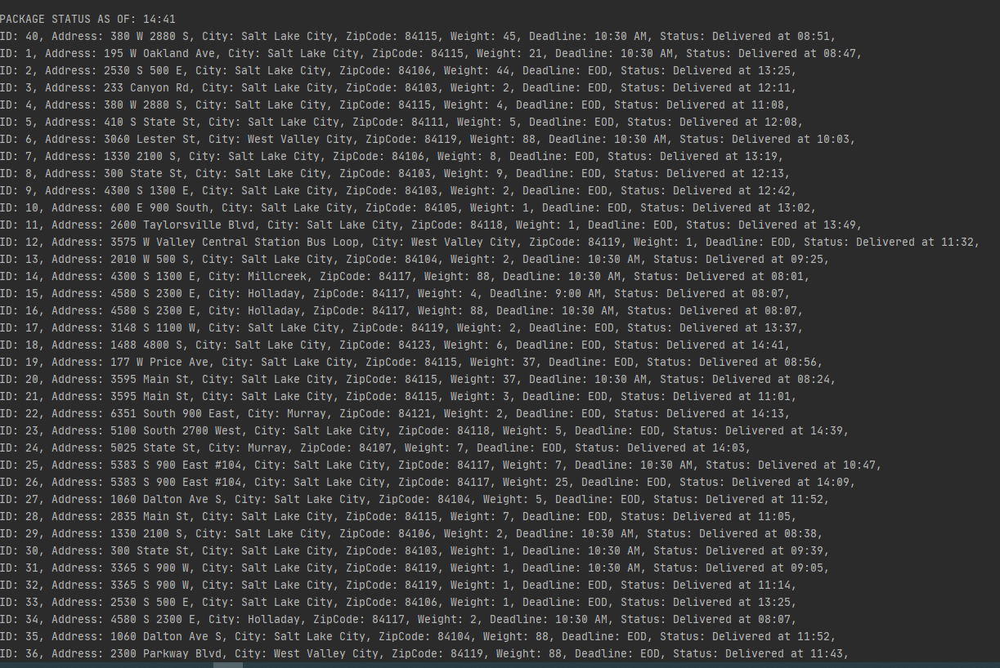 PACKAGE STATUS AS OF: 14:41
ID: 40, Address: 380 W 2880 S, City: Salt Lake City, ZipCode: 84115, Weight: 45, Deadline: 10:30 AM, Status: Delivered at 08:51,
ID: 1, Address: 195 W Oakland Ave, City: Salt Lake City, ZipCode: 84115, Weight: 21, Deadline: 10:30 AM, Status: Delivered at 08:47,
ID: 2, Address: 2530 S 500 E, City: Salt Lake City, ZipCode: 84106, Weight: 44, Deadline: EOD, Status: Delivered at 13:25,
ID: 3, Address: 233 Canyon Rd, City: Salt Lake City, ZipCode: 84103, Weight: 2, Deadline: EOD, Status: Delivered at 12:11,
ID: 4, Address: 380 W 2880 S, City: Salt Lake City, ZipCode: 84115, Weight: 4, Deadline: EOD, Status: Delivered at 11:08,
ID: 5, Address: 410 S State St, City: Salt Lake City, ZipCode: 84111, Weight: 5, Deadline: EOD, Status: Delivered at 12:08,
ID: 6, Address: 3060 Lester St, City: West Valley City, ZipCode: 84119, Weight: 88, Deadline: 10:30 AM, Status: Delivered at 10:03,
ID: 7, Address: 1330 2100 S, City: Salt Lake City, ZipCode: 84106, Weight: 8, Deadline: EOD, Status: Delivered at 13:19,
ID: 8, Address: 300 State St, City: Salt Lake City, ZipCode: 84103, Weight: 9, Deadline: EOD, Status: Delivered at 12:13,
ID: 9, Address: 4300 S 1300 E, City: Salt Lake City, ZipCode: 84103, Weight: 2, Deadline: EOD, Status: Delivered at 12:42,
ID: 10, Address: 600 E 900 South, City: Salt Lake City, ZipCode: 84105, Weight: 1, Deadline: EOD, Status: Delivered at 13:02,
ID: 11, Address: 2600 Taylorsville Blvd, City: Salt Lake City, ZipCode: 84118, Weight: 1, Deadline: EOD, Status: Delivered at 13:49,
ID: 12, Address: 3575 W Valley Central Station Bus Loop, City: West Valley City, ZipCode: 84119, Weight: 1, Deadline: EOD, Status: Delivered at 11:32,
ID: 13, Address: 2010 W 500 S, City: Salt Lake City, ZipCode: 84104, Weight: 2, Deadline: 10:30 AM, Status: Delivered at 09:25,
ID: 14, Address: 4300 S 1300 E, City: Millcreek, ZipCode: 84117, Weight: 88, Deadline: 10:30 AM, Status: Delivered at 08:01,
ID: 15, Address: 4580 S 2300 E, City: Holladay, ZipCode: 84117, Weight: 4, Deadline: 9:00 AM, Status: Delivered at 08:07,
ID: 16, Address: 4580 S 2300 E, City: Holladay, ZipCode: 84117, Weight: 88, Deadline: 10:30 AM, Status: Delivered at 08:07,
ID: 17, Address: 3148 S 1100 W, City: Salt Lake City, ZipCode: 84119, Weight: 2, Deadline: EOD, Status: Delivered at 13:37,
ID: 18, Address: 1488 4800 S, City: Salt Lake City, ZipCode: 84123, Weight: 6, Deadline: EOD, Status: Delivered at 14:41,
ID: 19, Address: 177 W Price Ave, City: Salt Lake City, ZipCode: 84115, Weight: 37, Deadline: EOD, Status: Delivered at 08:56,
ID: 20, Address: 3595 Main St, City: Salt Lake City, ZipCode: 84115, Weight: 37, Deadline: 10:30 AM, Status: Delivered at 08:24,
ID: 21, Address: 3595 Main St, City: Salt Lake City, ZipCode: 84115, Weight: 3, Deadline: EOD, Status: Delivered at 11:01,
ID: 22, Address: 6351 South 900 East, City: Murray, ZipCode: 84121, Weight: 2, Deadline: EOD, Status: Delivered at 14:13,
ID: 23, Address: 5100 South 2700 West, City: Salt Lake City, ZipCode: 84118, Weight: 5, Deadline: EOD, Status: Delivered at 14:39,
ID: 24, Address: 5025 State St, City: Murray, ZipCode: 84107, Weight: 7, Deadline: EOD, Status: Delivered at 14:03,
ID: 25, Address: 5383 S 900 East #104, City: Salt Lake City, ZipCode: 84117, Weight: 7, Deadline: 10:30 AM, Status: Delivered at 10:47,
ID: 26, Address: 5383 S 900 East #104, City: Salt Lake City, ZipCode: 84117, Weight: 25, Deadline: EOD, Status: Delivered at 14:09,
ID: 27, Address: 1060 Dalton Ave S, City: Salt Lake City, ZipCode: 84104, Weight: 5, Deadline: EOD, Status: Delivered at 11:52,
ID: 28, Address: 2835 Main St, City: Salt Lake City, ZipCode: 84115, Weight: 7, Deadline: EOD, Status: Delivered at 11:05,
ID: 29, Address: 1330 2100 S, City: Salt Lake City, ZipCode: 84106, Weight: 2, Deadline: 10:30 AM, Status: Delivered at 08:38,
ID: 30, Address: 300 State St, City: Salt Lake City, ZipCode: 84103, Weight: 1, Deadline: 10:30 AM, Status: Delivered at 09:39,
ID: 31, Address: 3365 S 900 W, City: Salt Lake City, ZipCode: 84119, Weight: 1, Deadline: 10:30 AM, Status: Delivered at 09:05,
ID: 32, Address: 3365 S 900 W, City: Salt Lake City, ZipCode: 84119, Weight: 1, Deadline: EOD, Status: Delivered at 11:14,
ID: 33, Address: 2530 S 500 E, City: Salt Lake City, ZipCode: 84106, Weight: 1, Deadline: EOD, Status: Delivered at 13:25,
ID: 34, Address: 4580 S 2300 E, City: Holladay, ZipCode: 84117, Weight: 2, Deadline: 10:30 AM, Status: Delivered at 08:07,
ID: 35, Address: 1060 Dalton Ave S, City: Salt Lake City, ZipCode: 84104, Weight: 88, Deadline: EOD, Status: Delivered at 11:52,
ID: 36, Address: 2300 Parkway Blvd, City: West Valley City, ZipCode: 84119, Weight: 88, Deadline: EOD, Status: Delivered at 11:43,